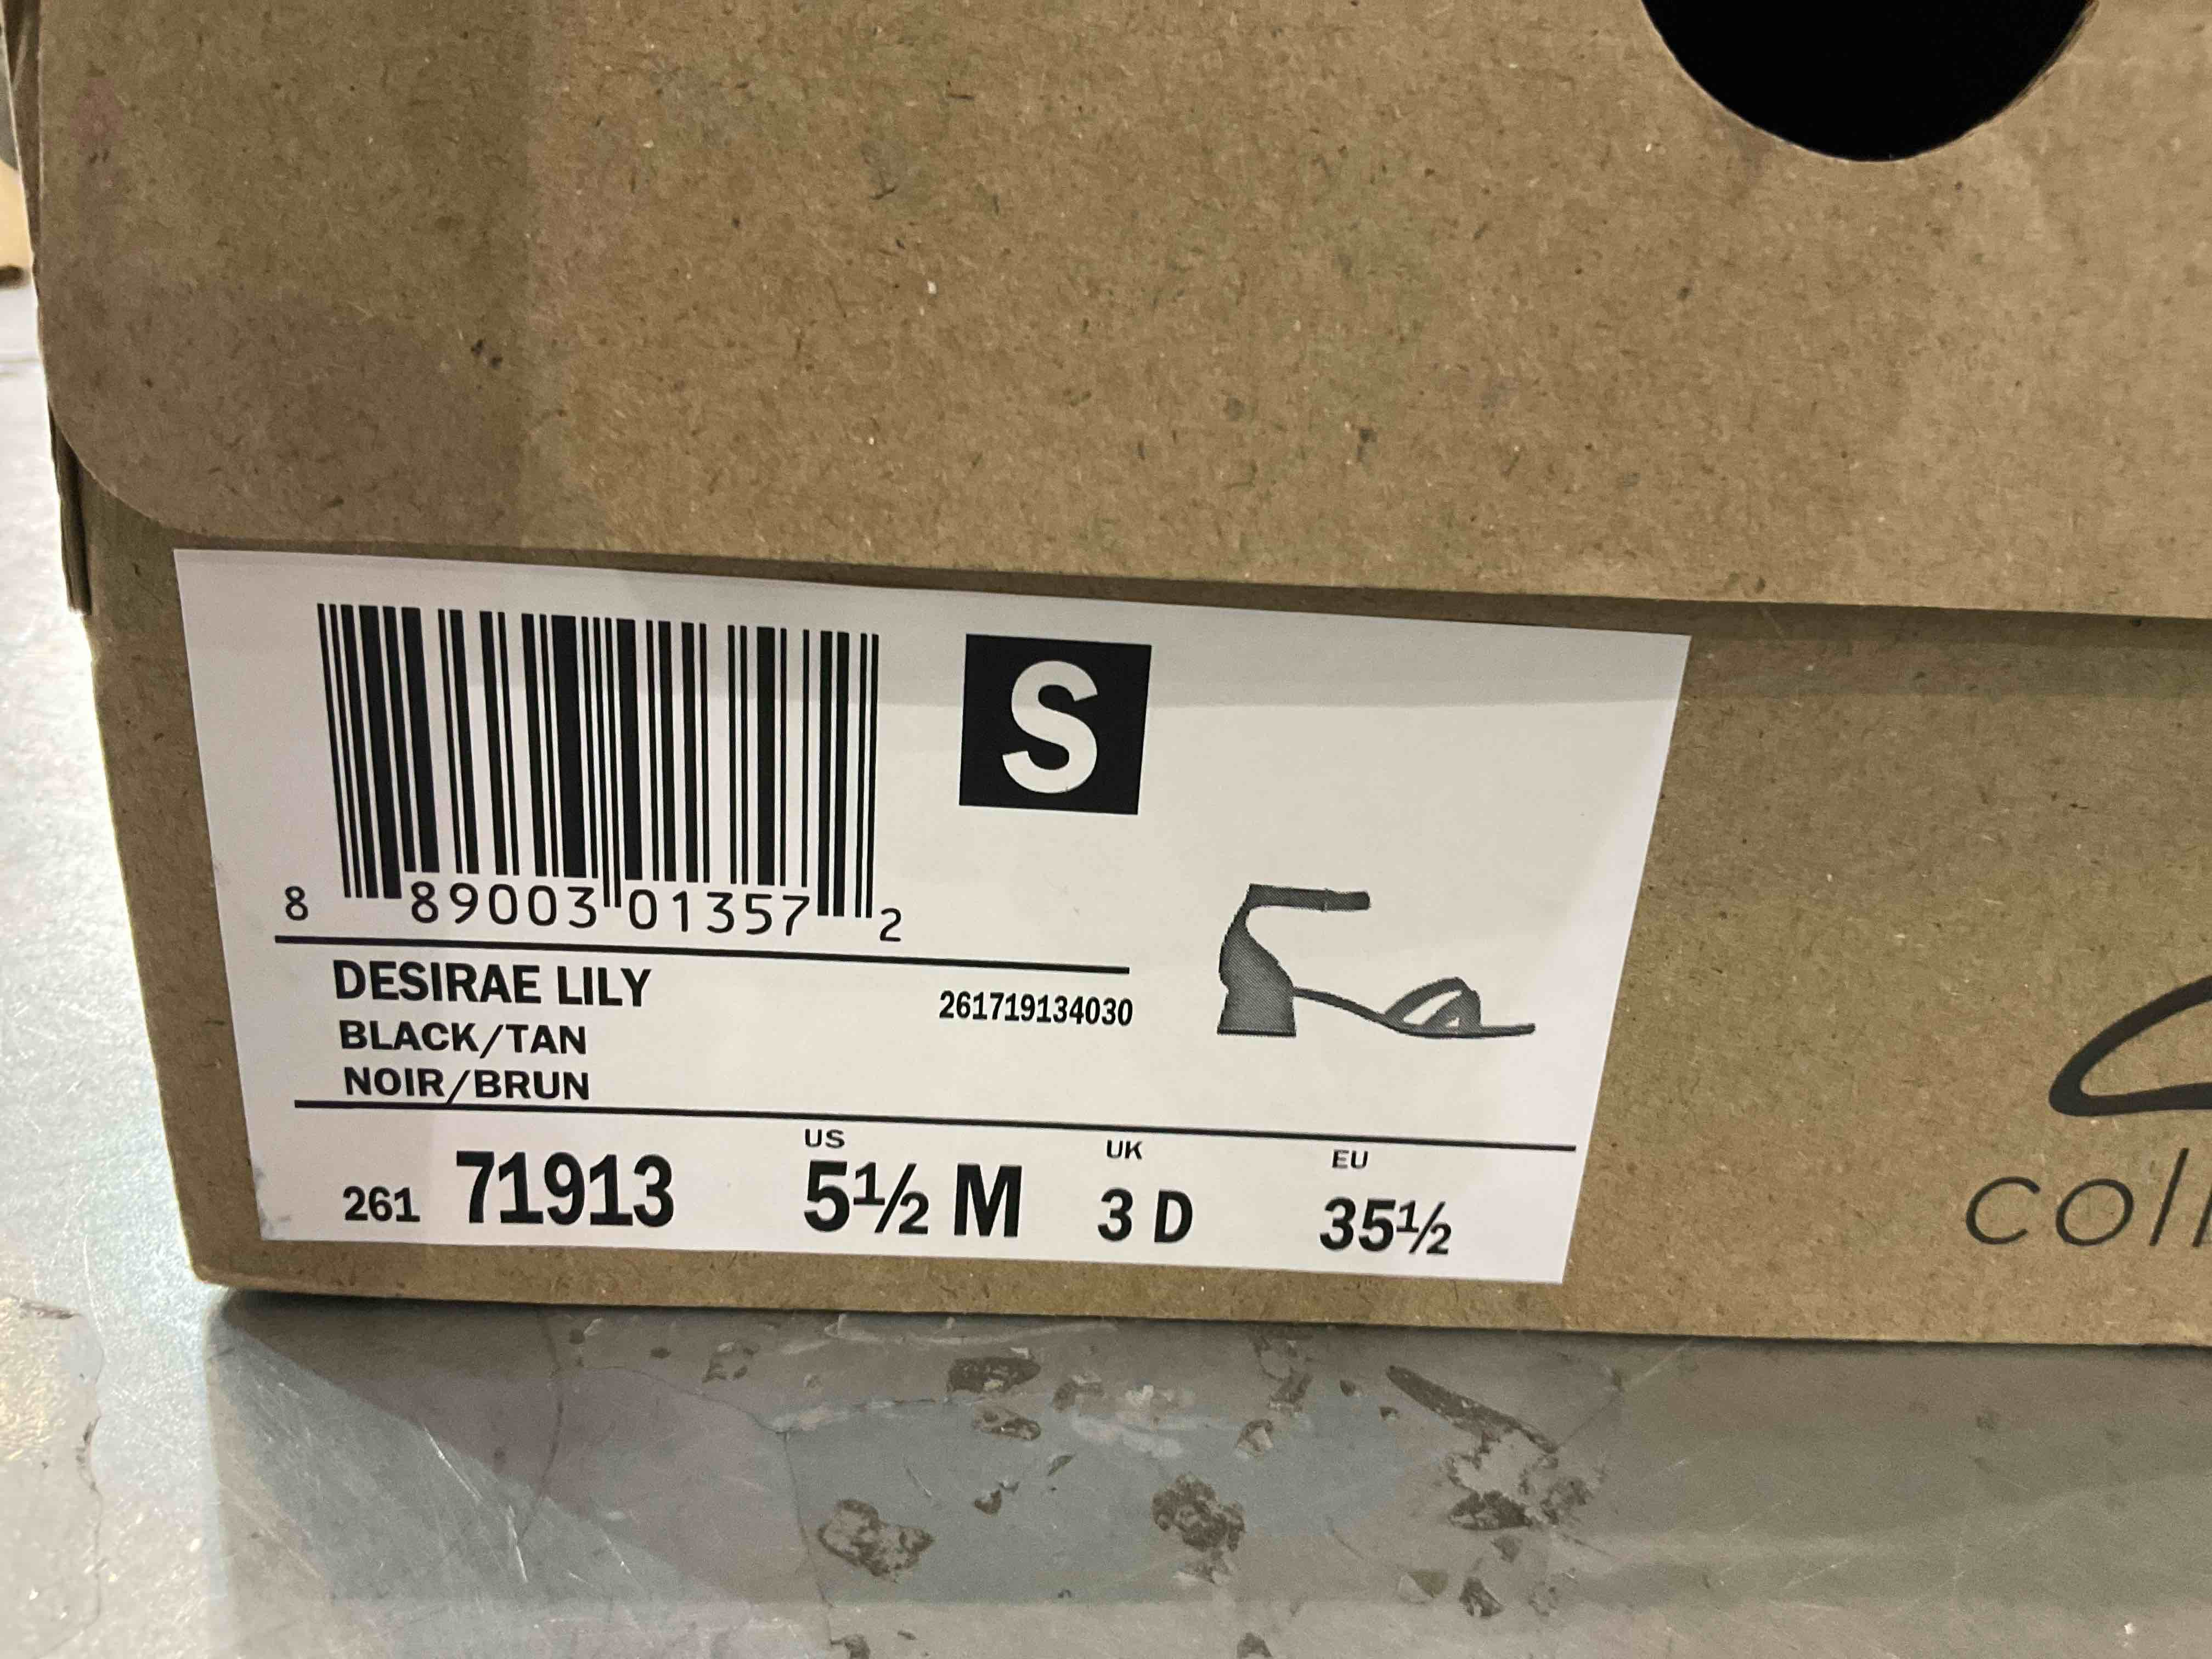 S
8 89003 01357 2
DESIRAE LILY
261719134030
BLACK/TAN
NOIR/BRUN
US UK EU
261 71913 5½ M 3 D 35½